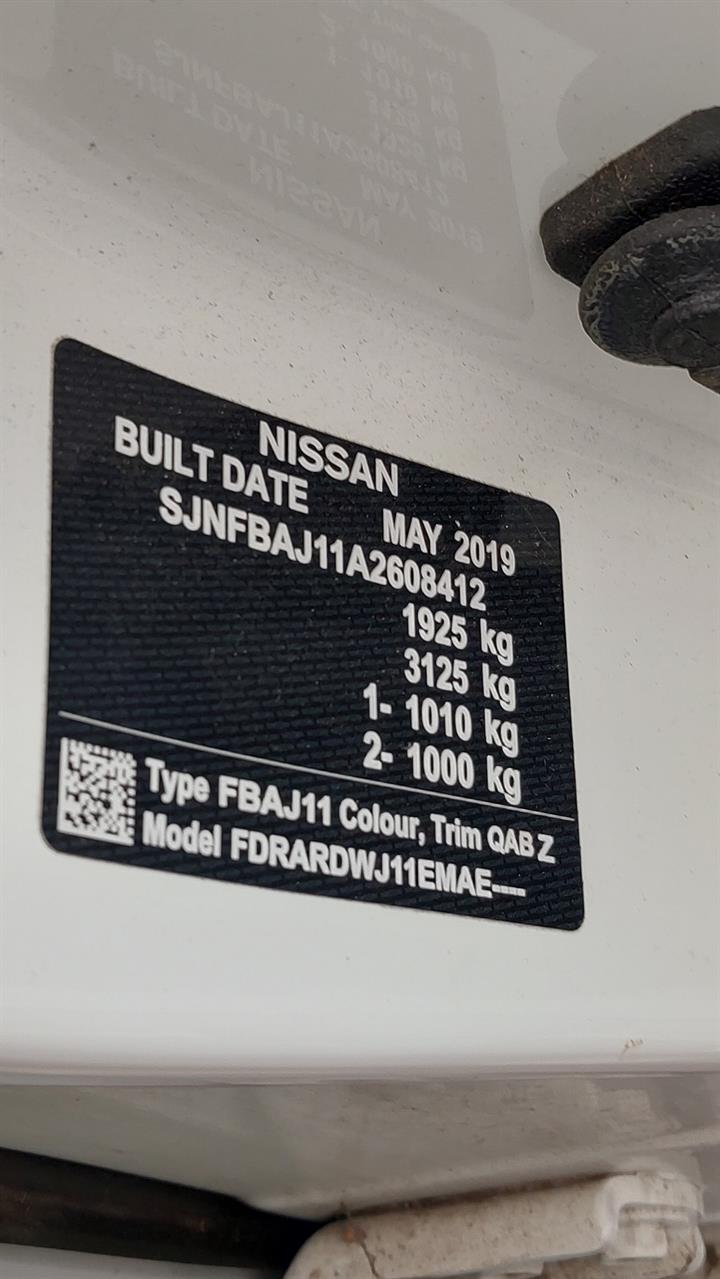 NISSAN
BUILT DATE MAY 2019
SJNFBAJ11A2608412
1925 kg
3125 kg
1- 1010 kg
2- 1000 kg
Type FBAJ11 Colour, Trim QAB Z
Model FDRARDWJ11EMAE----